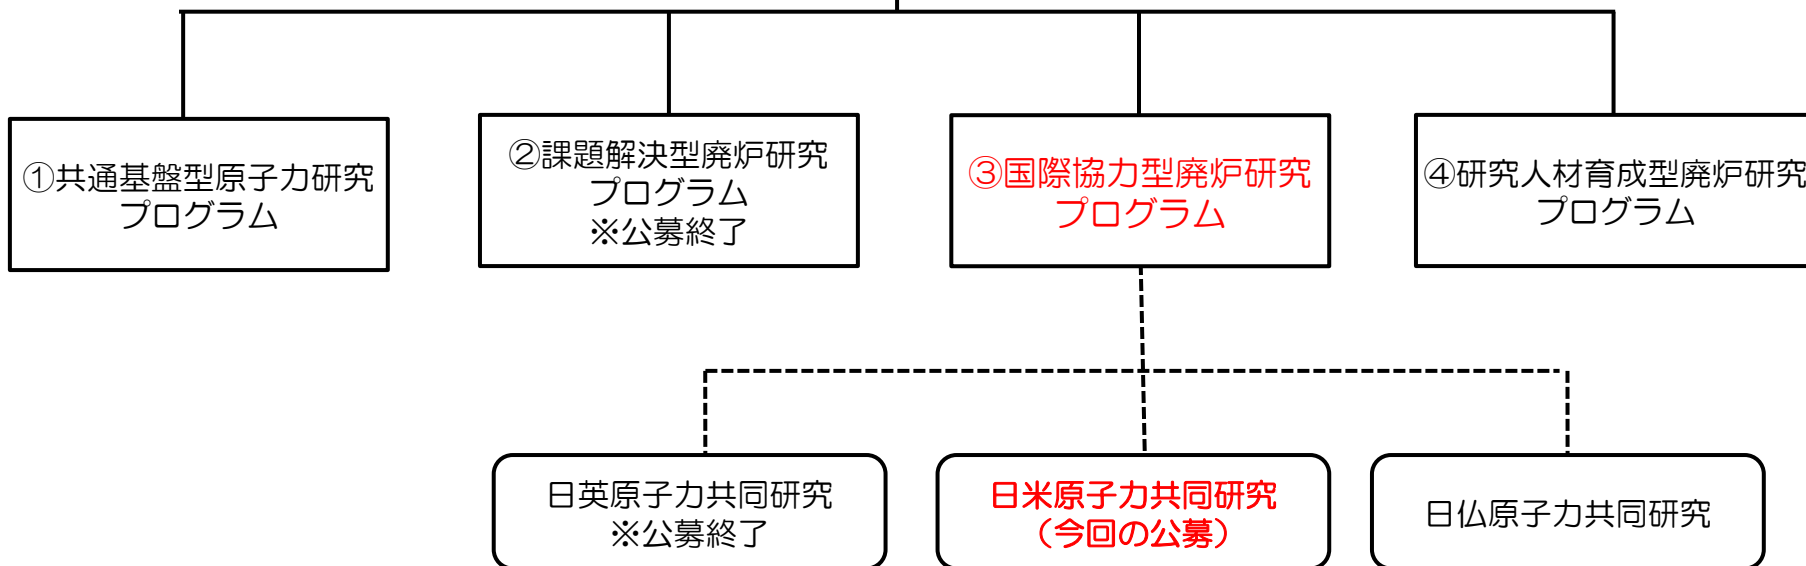 ①共通基盤型原子力研究
プログラム
②課題解決型廃炉研究
プログラム
※公募終了
③国際協力型廃炉研究
プログラム
④研究人材育成型廃炉研究
プログラム
日英原子力共同研究
※公募終了
日米原子力共同研究
（今回の公募）
日仏原子力共同研究